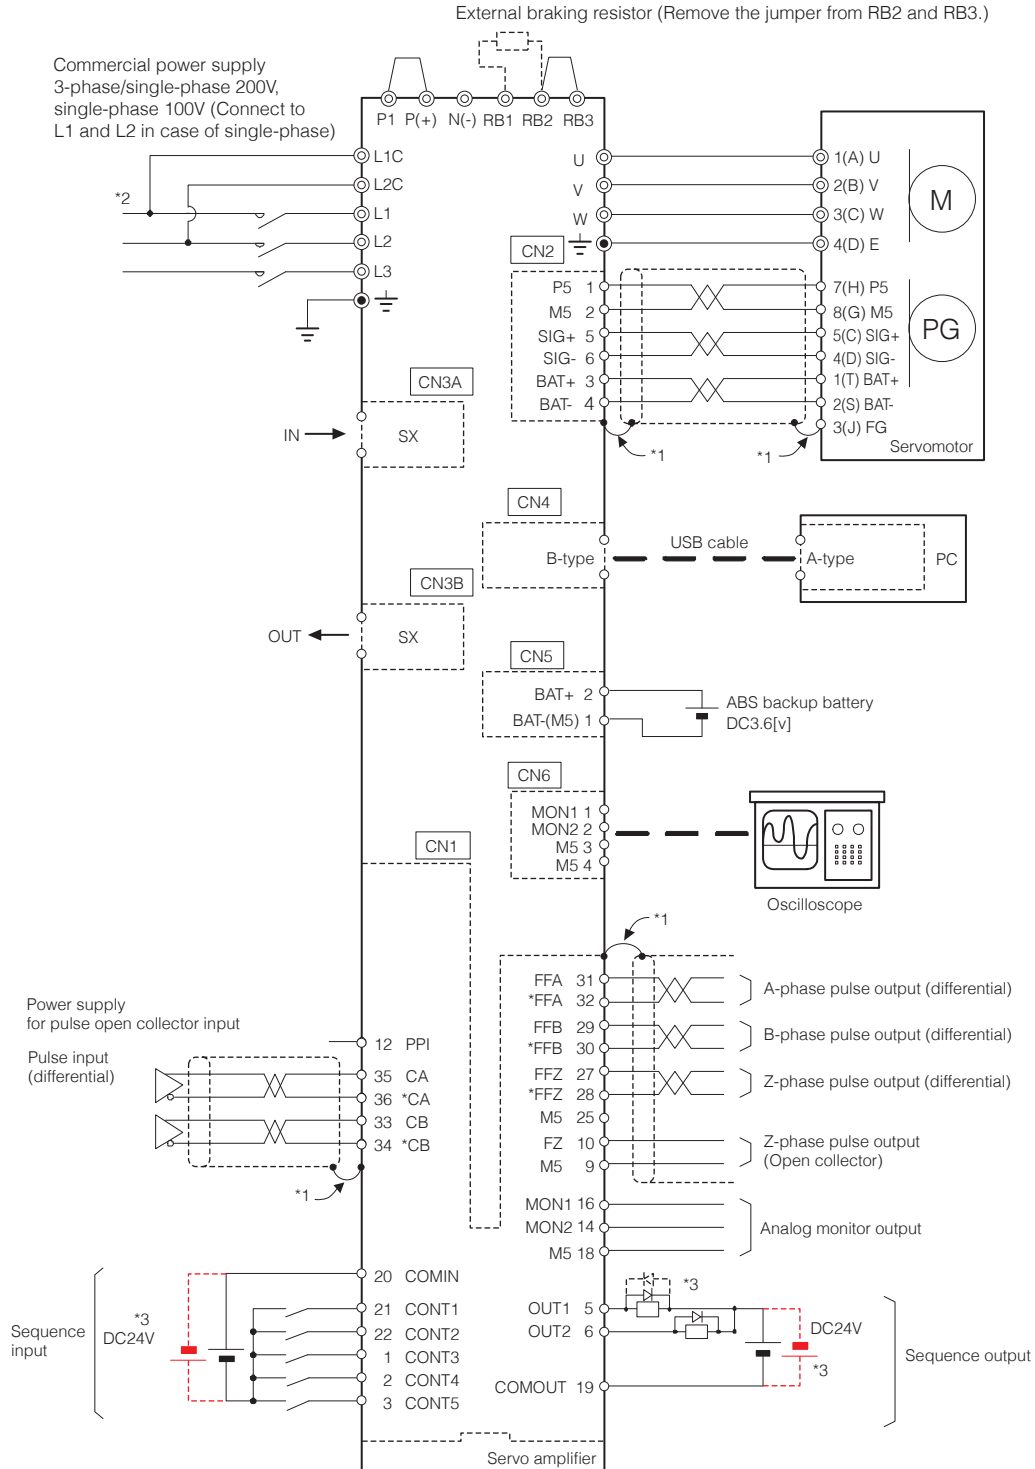 External braking resistor (Remove the jumper from RB2 and RB3.)
Commercial power supply
3-phase/single-phase 200V,
single-phase 100V (Connect to
L1 and L2 in case of single-phase)
P1 P(+) N(-) RB1 RB2 RB3
L1C
L2C
*2
L1
L2
L3
U
V
W
1(A) U
2(B) V
3(C) W
4(D) E
M
CN2
P5 1
M5 2
SIG+ 5
SIG- 6
BAT+ 3
BAT- 4
7(H) P5
8(G) M5
5(C) SIG+
4(D) SIG-
1(T) BAT+
2(S) BAT-
3(J) FG
PG
Servomotor
*1
*1
CN3A
IN
SX
CN4
B-type
USB cable
A-type
PC
CN3B
OUT
SX
CN5
BAT+ 2
BAT-(M5) 1
ABS backup battery
DC3.6[v]
CN6
MON1 1
MON2 2
M5 3
M5 4
Oscilloscope
CN1
*1
FFA 31
*FFA 32
A-phase pulse output (differential)
FFB 29
*FFB 30
B-phase pulse output (differential)
FFZ 27
*FFZ 28
Z-phase pulse output (differential)
M5 25
FZ 10
M5 9
Z-phase pulse output
(Open collector)
MON1 16
MON2 14
M5 18
Analog monitor output
Power supply
for pulse open collector input
Pulse input
(differential)
12 PPI
35 CA
36 *CA
33 CB
34 *CB
*1
20 COMIN
21 CONT1
22 CONT2
1 CONT3
2 CONT4
3 CONT5
Sequence
input
*3
DC24V
OUT1 5
OUT2 6
COMOUT 19
*3
DC24V
*3
Sequence output
Servo amplifier